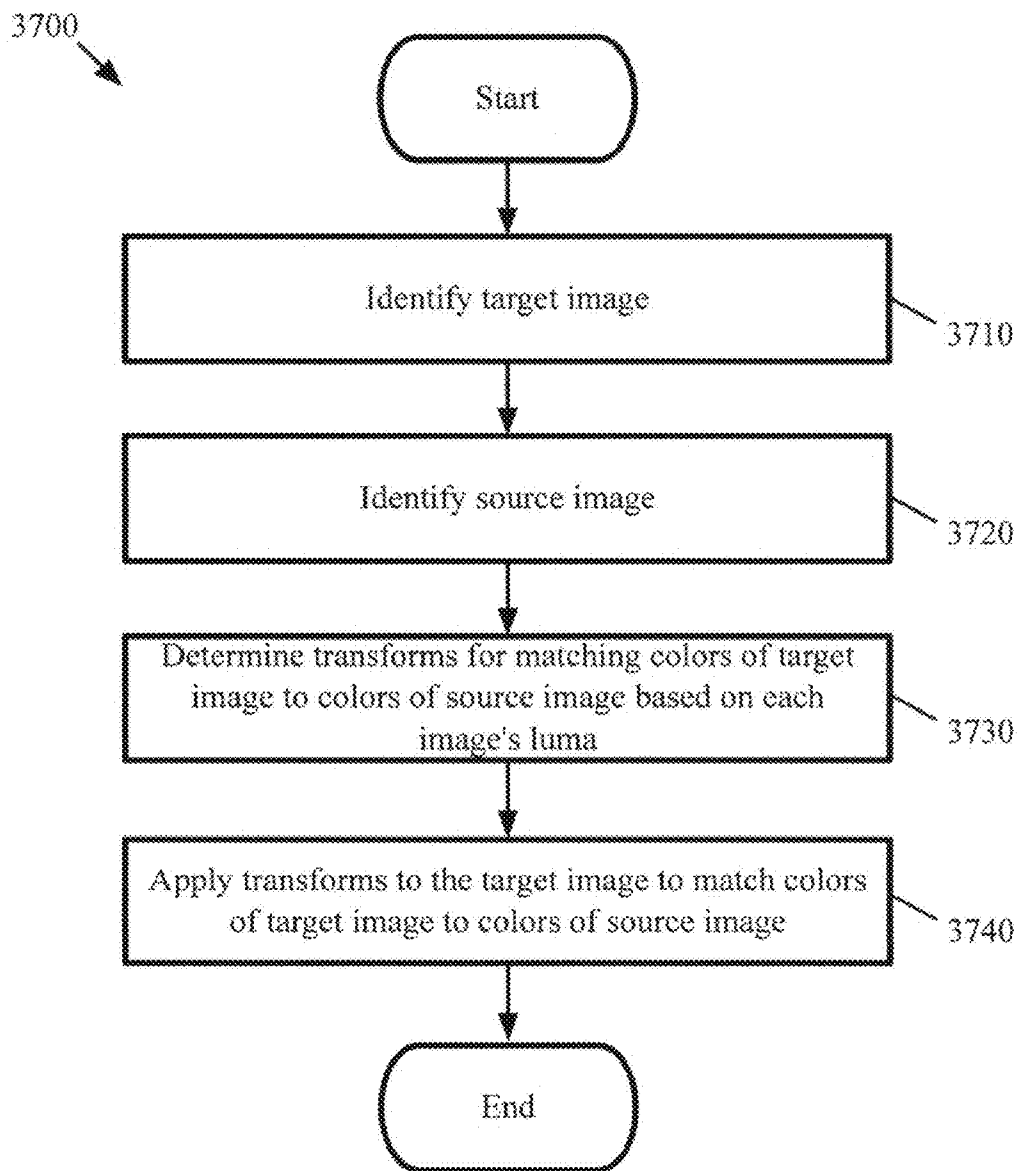 3700
Start
Identify target image
3710
Identify source image
3720
Determine transforms for matching colors of target
image to colors of source image based on each
image's luma
3730
Apply transforms to the target image to match colors
of target image to colors of source image
3740
End